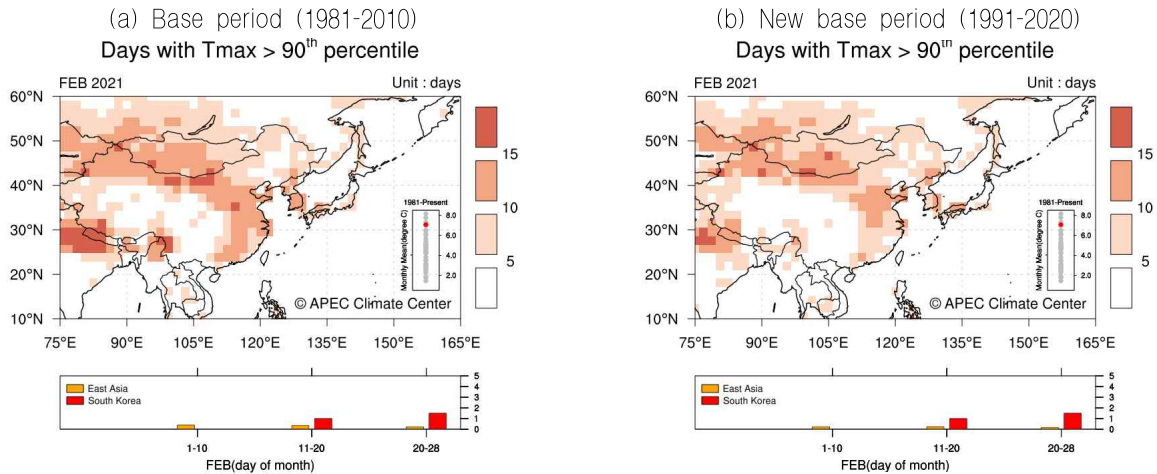 (a) Base period (1981-2010)
Days with Tmax > 90th percentile
FEB 2021 Unit : days
60°N
50°N
40°N
30°N
20°N
10°N
75°E 90°E 105°E 120°E 135°E 150°E 165°E
15
10
5
1981-Present
Monthly Mean(degree C)
8.0
6.0
4.0
2.0
© APEC Climate Center
East Asia
South Korea
5
4
3
2
1
0
1-10 11-20 20-28
FEB(day of month)
(b) New base period (1991-2020)
Days with Tmax > 90th percentile
FEB 2021 Unit : days
60°N
50°N
40°N
30°N
20°N
10°N
75°E 90°E 105°E 120°E 135°E 150°E 165°E
15
10
5
1981-Present
Monthly Mean(degree C)
8.0
6.0
4.0
2.0
© APEC Climate Center
East Asia
South Korea
5
4
3
2
1
0
1-10 11-20 20-28
FEB(day of month)